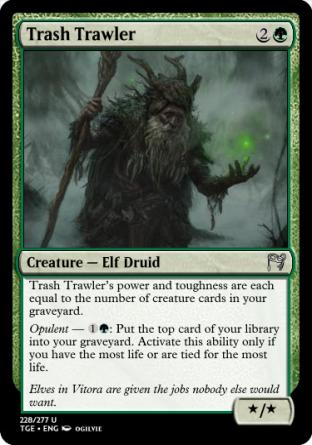 Trash Trawler 2
Creature — Elf Druid
Trash Trawler's power and toughness are each
equal to the number of creature cards in your
graveyard.
Opulent — 1: Put the top card of your library
into your graveyard. Activate this ability only if
you have the most life or are tied for the most
life.
Elves in Vitora are given the jobs nobody else would
want.
228/277 U
TGE • ENG OGILVIE
★/★